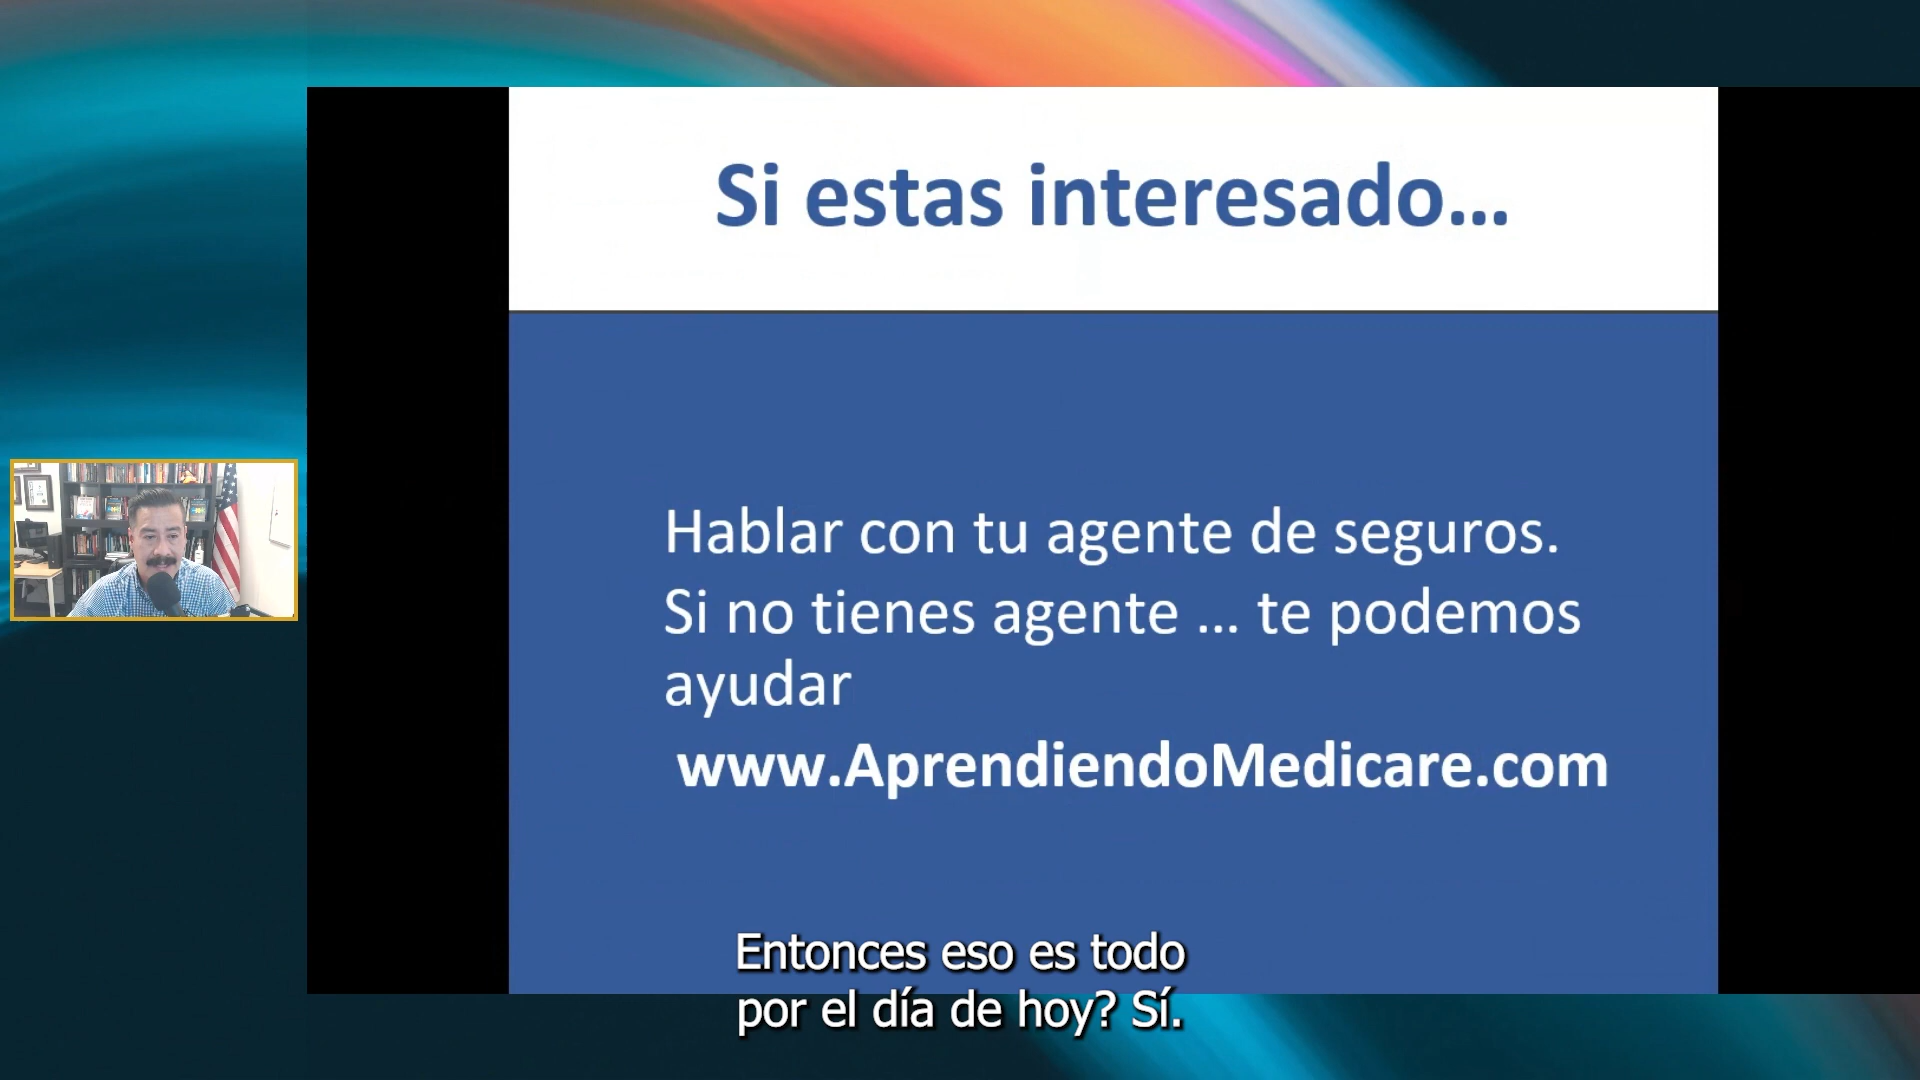 Si estas interesado...
Hablar con tu agente de seguros.
Si no tienes agente ... te podemos
ayudar
www.AprendiendoMedicare.com
Entonces eso es todo
por el día de hoy? Sí.